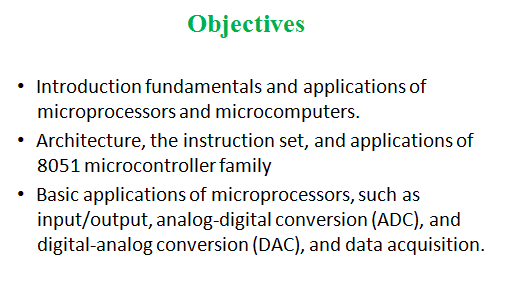 Objectives
• Introduction fundamentals and applications of
microprocessors and microcomputers.
• Architecture, the instruction set, and applications of
8051 microcontroller family
• Basic applications of microprocessors, such as
input/output, analog-digital conversion (ADC), and
digital-analog conversion (DAC), and data acquisition.